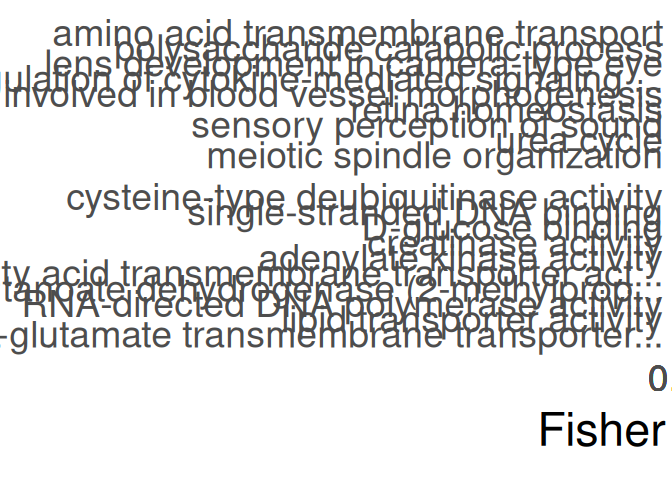 amino acid transmembrane transport
polysaccharide catabolic process
lens development in camera-type eye
of cytokine-mediated signaling
involved in blood vessel morphogenesis
retina homeostasis
sensory perception of sound
urea cycle
meiotic spindle organization
cysteine-type deubiquitinase activity
single-stranded DNA binding
D-glucose binding
creatinase activity
adenylate kinase activity
ty acid transmembrane transporter act...
dehydrogenase (2-methylprop...
RNA-directed DNA polymerase activity
lipid transporter activity
-glutamate transmembrane transporter...
0
Fisher